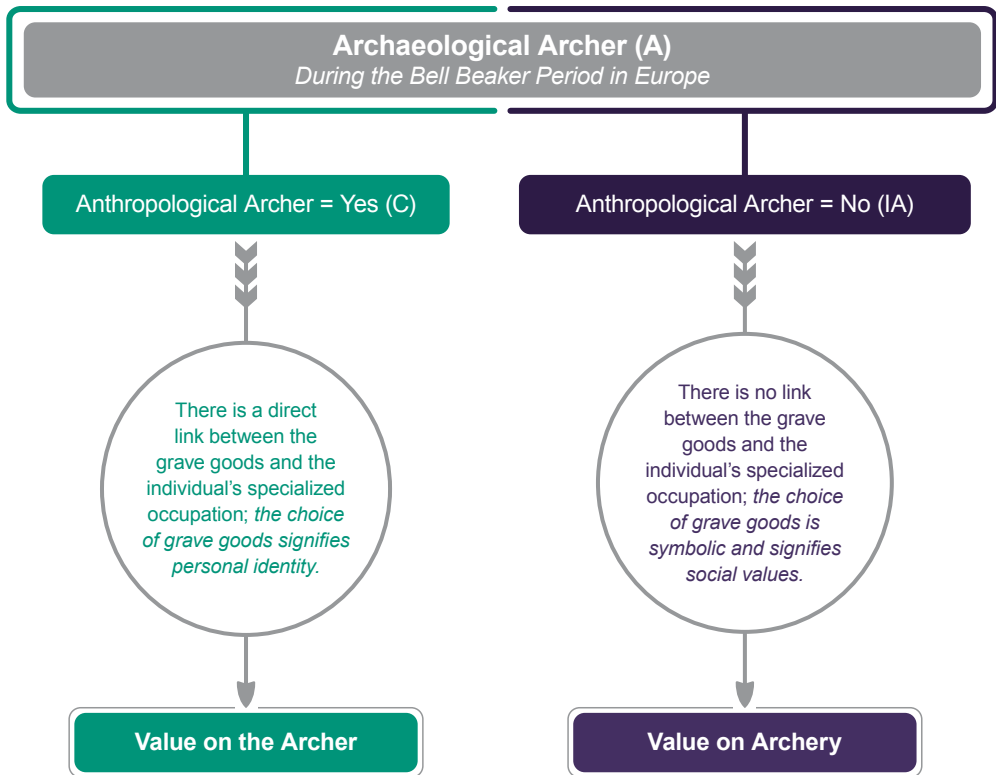 Archaeological Archer (A)
During the Bell Beaker Period in Europe
Anthropological Archer = Yes (C)
Anthropological Archer = No (IA)
There is a direct
link between the
grave goods and the
individual's specialized
occupation; the choice
of grave goods signifies
personal identity.
There is no link
between the grave
goods and the
individual's specialized
occupation; the choice
of grave goods is
symbolic and signifies
social values.
Value on the Archer
Value on Archery